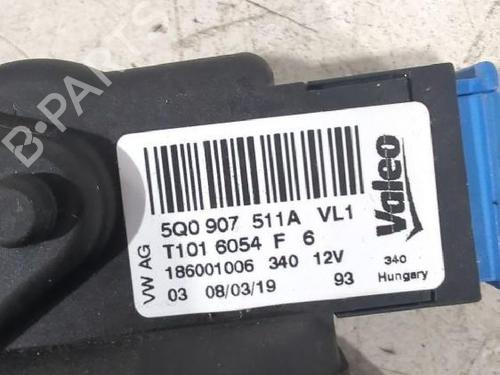 B-PARTS
VW AG
5Q0 907 511A VL1
T101 6054 F 6
186001006 340 12V
03 08/03/19 93
Valeo
340
Hungary